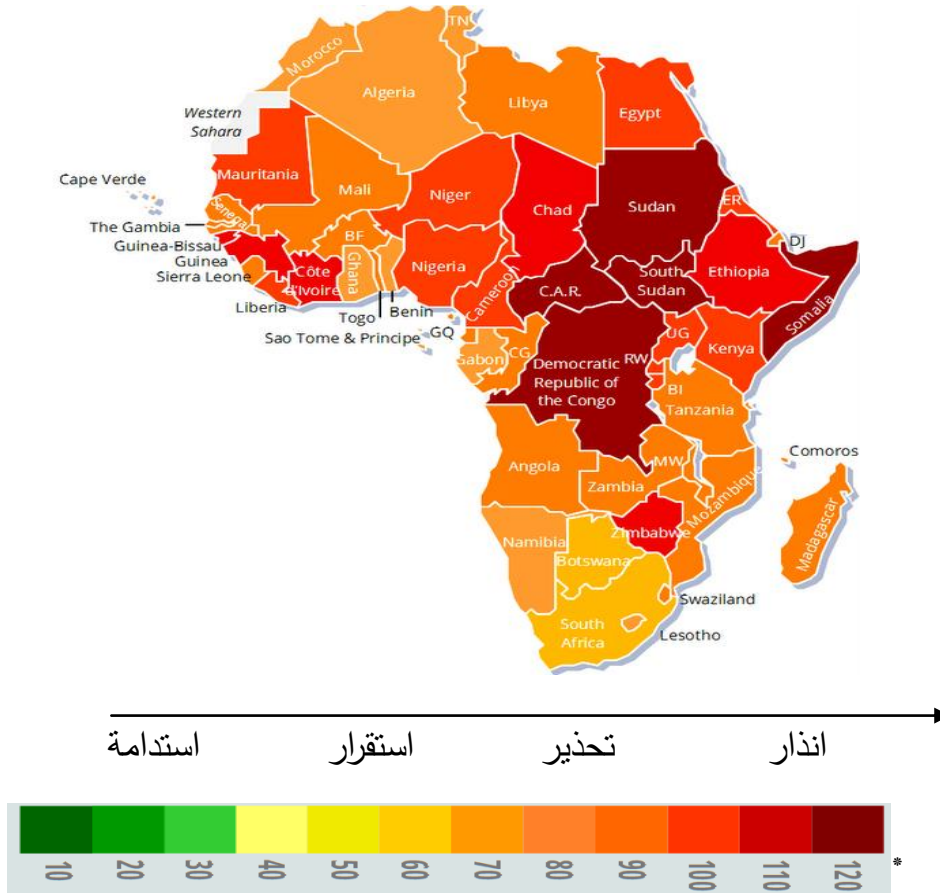 TN
Morocco
Algeria
Libya
Egypt
Western
Sahara
Mauritania
Mali
Niger
Chad
Sudan
ER
Cape Verde
Senegal
The Gambia
BF
DJ
Guinea-Bissau
Guinea
Sierra Leone
Côte
d'Ivoire
Ghana
Nigeria
Cameroon
C.A.R.
South
Sudan
Ethiopia
Somalia
Liberia
Togo
Benin
Sao Tome & Principe
GQ
Gabon
CG
Democratic
Republic of
the Congo
RW
UG
Kenya
BI
Tanzania
Comoros
Angola
Zambia
MW
Mozambique
Madagascar
Zimbabwe
Namibia
Botswana
Swaziland
South
Africa
Lesotho
انذار تحذير استقرار استدامة
10 20 30 40 50 60 70 80 90 100 110 120 *